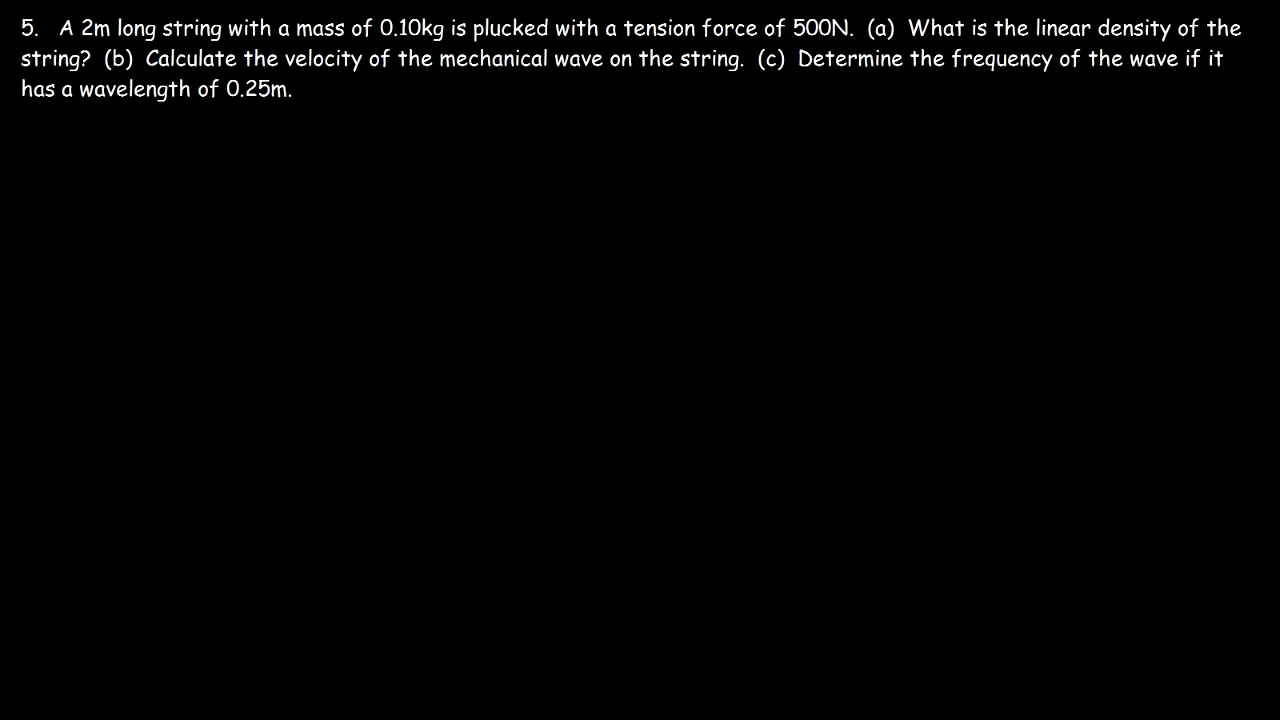 5. A 2m long string with a mass of 0.10kg is plucked with a tension force of 500N. (a) What is the linear density of the
string? (b) Calculate the velocity of the mechanical wave on the string. (c) Determine the frequency of the wave if it
has a wavelength of 0.25m.